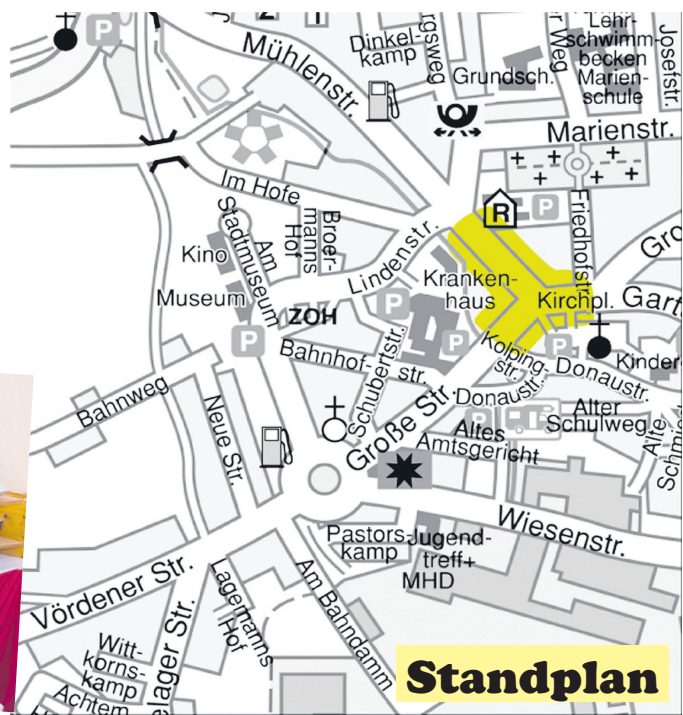 P
Mühlenstr.
Dinkel-
kamp
Grundsch.
Lehr-
schwimm-
becken
Marien-
schule
Josefstr.
Marienstr.
Im Hofe
Broer-
manns
Hof
Am
Stadtmuseum
Kino
Museum
Lindenstr.
R
P
Friedhofstr.
Kranken-
haus
Kirchpl.
ZOH
P
P
P
P
Bahnhof-
str.
Schubertstr.
Kolping-
str.
Donaustr.
Donaustr.
Große Str.
P
Altes
Amtsgericht
Alter
Schulweg
Bahnweg
Neue Str.
Wiesenstr.
Pastors-
kamp
Jugend-
treff+
MHD
Vördener Str.
Lagemanns
Hof
Am Bahndamm
Witt-
korns-
kamp
Achtern
Standplan